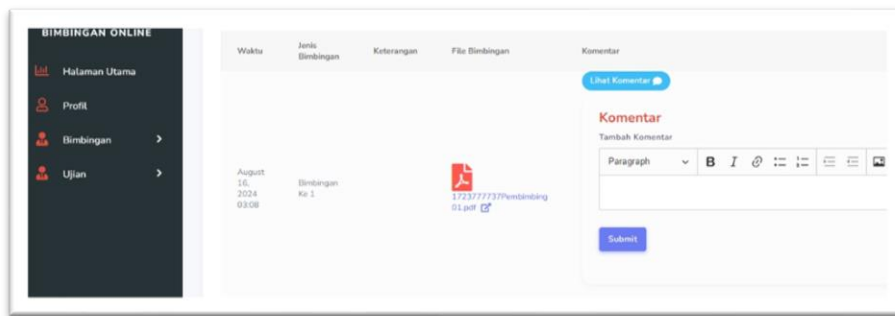 BIMBINGAN ONLINE
Halaman Utama
Profil
Bimbingan
Ujian
Waktu
Jenis
Bimbingan
Keterangan
File Bimbingan
Komentar
Lihat Komentar
August
16,
2024
03:08
Bimbingan
Ke 1
1723777737Pembimbing
01.pdf
Komentar
Tambah Komentar
Paragraph
B I
Submit